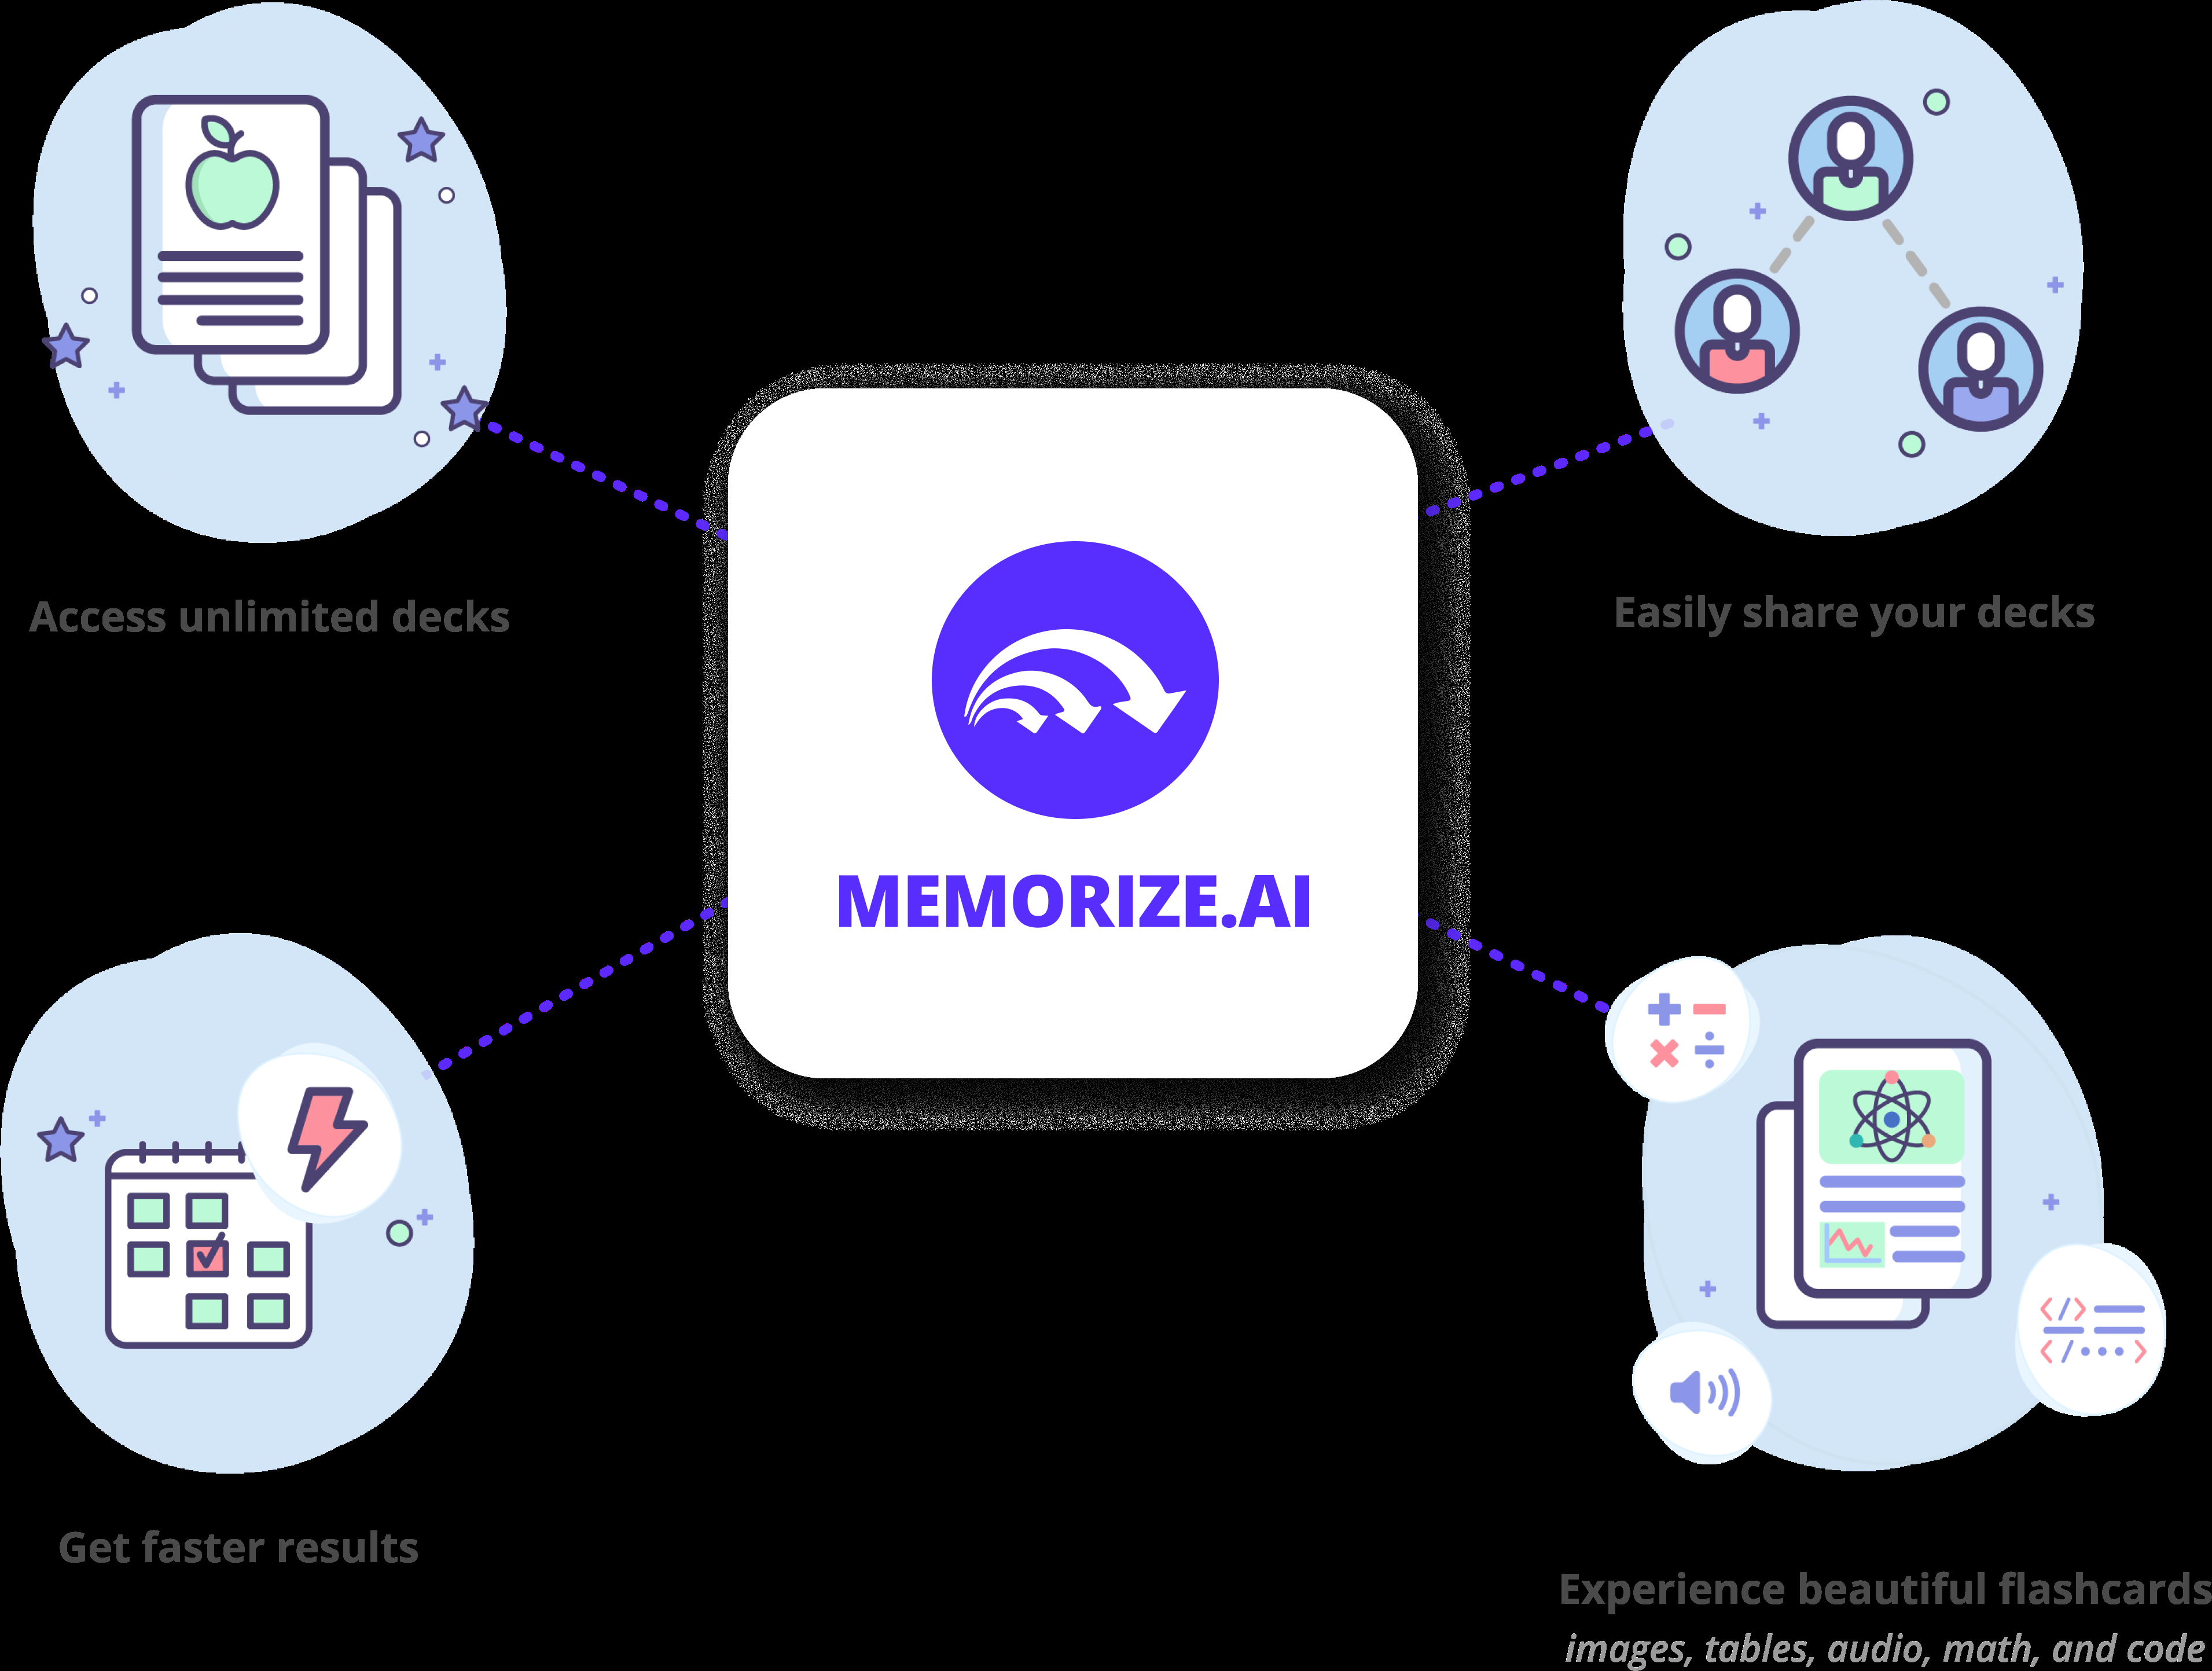 Access unlimited decks
Easily share your decks
MEMORIZE.AI
Get faster results
Experience beautiful flashcards
images, tables, audio, math, and code